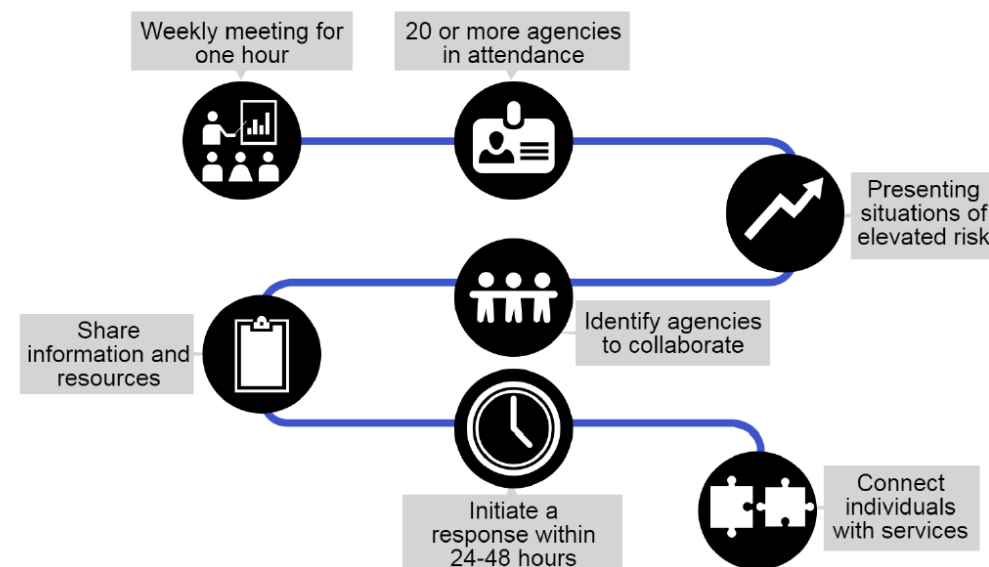 Weekly meeting for
one hour
20 or more agencies
in attendance
Presenting
situations of
elevated risk
Identify agencies
to collaborate
Share
information and
resources
Initiate a
response within
24-48 hours
Connect
individuals
with services